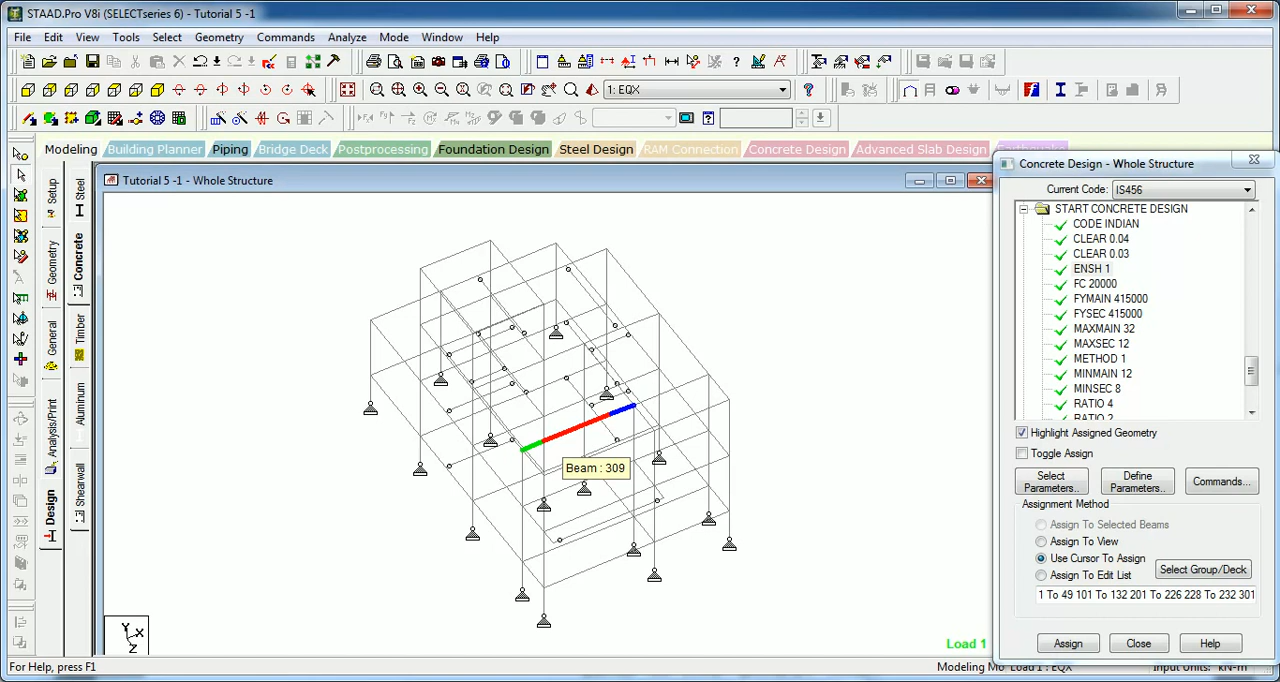 STAAD.Pro V8i (SELECTseries 6) - Tutorial 5 -1
File Edit View Tools Select Geometry Commands Analyze Mode Window Help
1: EQX
Modeling Building Planner Piping Bridge Deck Postprocessing Foundation Design Steel Design RAM Connection Concrete Design Advanced Slab Design
Setup
Geometry
General
Analysis/Print
Design
Steel
Concrete
Timber
Aluminum
Shearwall
Tutorial 5 -1 - Whole Structure
Beam : 309
Y X
Z
Load 1
Concrete Design - Whole Structure
Current Code: IS456
START CONCRETE DESIGN
CODE INDIAN
CLEAR 0.04
CLEAR 0.03
ENSH 1
FC 20000
FYMAIN 415000
FYSEC 415000
MAXMAIN 32
MAXSEC 12
METHOD 1
MINMAIN 12
MINSEC 8
RATIO 4
RATIO 2
Highlight Assigned Geometry
Toggle Assign
Select Parameters..
Define Parameters..
Commands...
Assignment Method
Assign To Selected Beams
Assign To View
Use Cursor To Assign
Assign To Edit List
Select Group/Deck
1 To 49 101 To 132 201 To 226 228 To 232 301
Assign Close Help
For Help, press F1
Modeling Mo Load 1 : EQX Input Units: kN-m